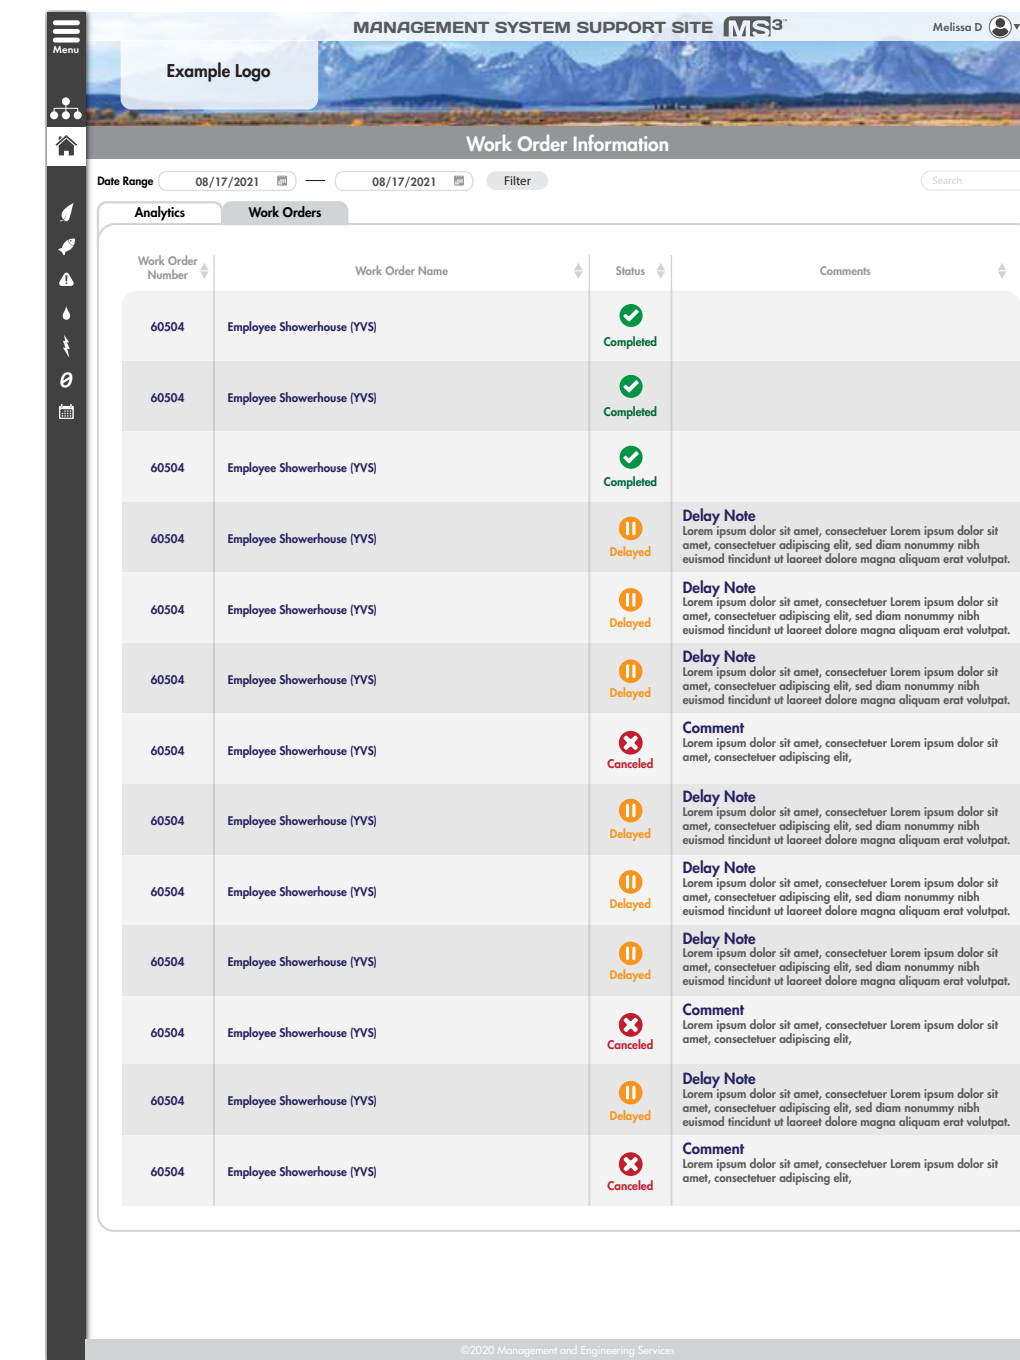 Menu
MANAGEMENT SYSTEM SUPPORT SITE MS3™
Melissa D
Example Logo
Work Order Information
Date Range 08/17/2021 — 08/17/2021 Filter
Search
Analytics Work Orders
Work Order
Number
Work Order Name
Status
Comments
60504 Employee Showerhouse (YVS) Completed
60504 Employee Showerhouse (YVS) Completed
60504 Employee Showerhouse (YVS) Completed
60504 Employee Showerhouse (YVS) Delayed
Delay Note
Lorem ipsum dolor sit amet, consectetuer Lorem ipsum dolor sit
amet, consectetuer adipiscing elit, sed diam nonummy nibh
euismod tincidunt ut laoreet dolore magna aliquam erat volutpat.
60504 Employee Showerhouse (YVS) Delayed
Delay Note
Lorem ipsum dolor sit amet, consectetuer Lorem ipsum dolor sit
amet, consectetuer adipiscing elit, sed diam nonummy nibh
euismod tincidunt ut laoreet dolore magna aliquam erat volutpat.
60504 Employee Showerhouse (YVS) Delayed
Delay Note
Lorem ipsum dolor sit amet, consectetuer Lorem ipsum dolor sit
amet, consectetuer adipiscing elit, sed diam nonummy nibh
euismod tincidunt ut laoreet dolore magna aliquam erat volutpat.
60504 Employee Showerhouse (YVS) Canceled
Comment
Lorem ipsum dolor sit amet, consectetuer Lorem ipsum dolor sit
amet, consectetuer adipiscing elit,
60504 Employee Showerhouse (YVS) Delayed
Delay Note
Lorem ipsum dolor sit amet, consectetuer Lorem ipsum dolor sit
amet, consectetuer adipiscing elit, sed diam nonummy nibh
euismod tincidunt ut laoreet dolore magna aliquam erat volutpat.
60504 Employee Showerhouse (YVS) Delayed
Delay Note
Lorem ipsum dolor sit amet, consectetuer Lorem ipsum dolor sit
amet, consectetuer adipiscing elit, sed diam nonummy nibh
euismod tincidunt ut laoreet dolore magna aliquam erat volutpat.
60504 Employee Showerhouse (YVS) Delayed
Delay Note
Lorem ipsum dolor sit amet, consectetuer Lorem ipsum dolor sit
amet, consectetuer adipiscing elit, sed diam nonummy nibh
euismod tincidunt ut laoreet dolore magna aliquam erat volutpat.
60504 Employee Showerhouse (YVS) Canceled
Comment
Lorem ipsum dolor sit amet, consectetuer Lorem ipsum dolor sit
amet, consectetuer adipiscing elit,
60504 Employee Showerhouse (YVS) Delayed
Delay Note
Lorem ipsum dolor sit amet, consectetuer Lorem ipsum dolor sit
amet, consectetuer adipiscing elit, sed diam nonummy nibh
euismod tincidunt ut laoreet dolore magna aliquam erat volutpat.
60504 Employee Showerhouse (YVS) Canceled
Comment
Lorem ipsum dolor sit amet, consectetuer Lorem ipsum dolor sit
amet, consectetuer adipiscing elit,
©2020 Management and Engineering Services